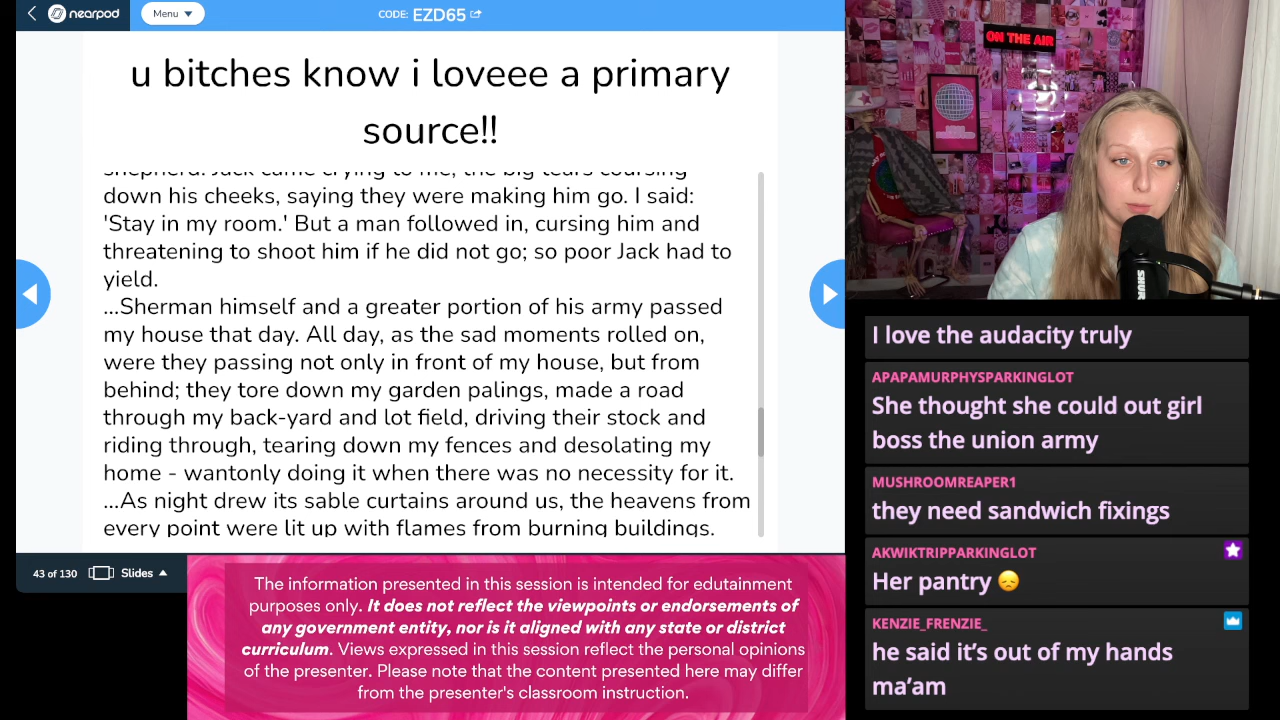 nearpod
Menu
CODE: EZD65
u bitches know i loveee a primary
source!!
shepherd. Jack came crying to me, the big tears coursing
down his cheeks, saying they were making him go. I said:
'Stay in my room.' But a man followed in, cursing him and
threatening to shoot him if he did not go; so poor Jack had to
yield.
...Sherman himself and a greater portion of his army passed
my house that day. All day, as the sad moments rolled on,
were they passing not only in front of my house, but from
behind; they tore down my garden palings, made a road
through my back-yard and lot field, driving their stock and
riding through, tearing down my fences and desolating my
home - wantonly doing it when there was no necessity for it.
...As night drew its sable curtains around us, the heavens from
every point were lit up with flames from burning buildings.
43 of 130
Slides
The information presented in this session is intended for edutainment
purposes only. It does not reflect the viewpoints or endorsements of
any government entity, nor is it aligned with any state or district
curriculum. Views expressed in this session reflect the personal opinions
of the presenter. Please note that the content presented here may differ
from the presenter's classroom instruction.
ON THE AIR
SHURE
I love the audacity truly
APAPAMURPHYSPARKINGLOT
She thought she could out girl
boss the union army
MUSHROOMREAPER1
they need sandwich fixings
AKWIKTRIPPARKINGLOT
Her pantry 😞
KENZIE_FRENZIE_
he said it's out of my hands
ma'am